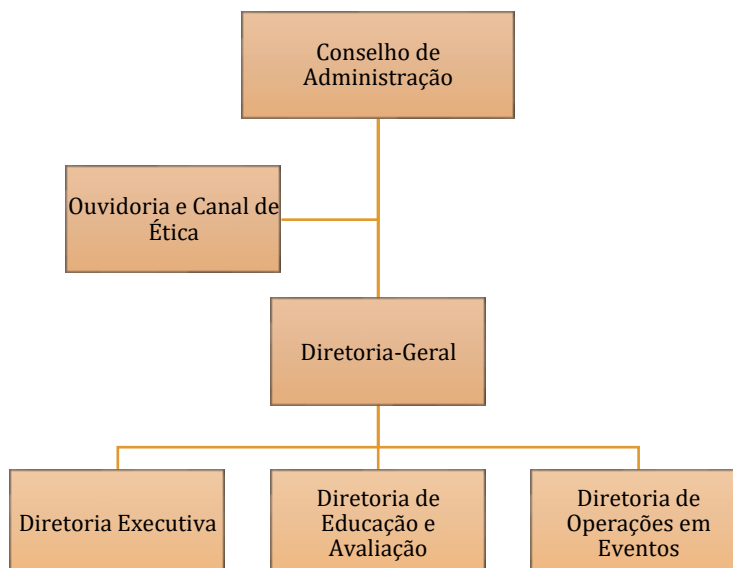 Conselho de
Administração
Ouvidoria e Canal de
Ética
Diretoria-Geral
Diretoria Executiva
Diretoria de
Educação e
Avaliação
Diretoria de
Operações em
Eventos